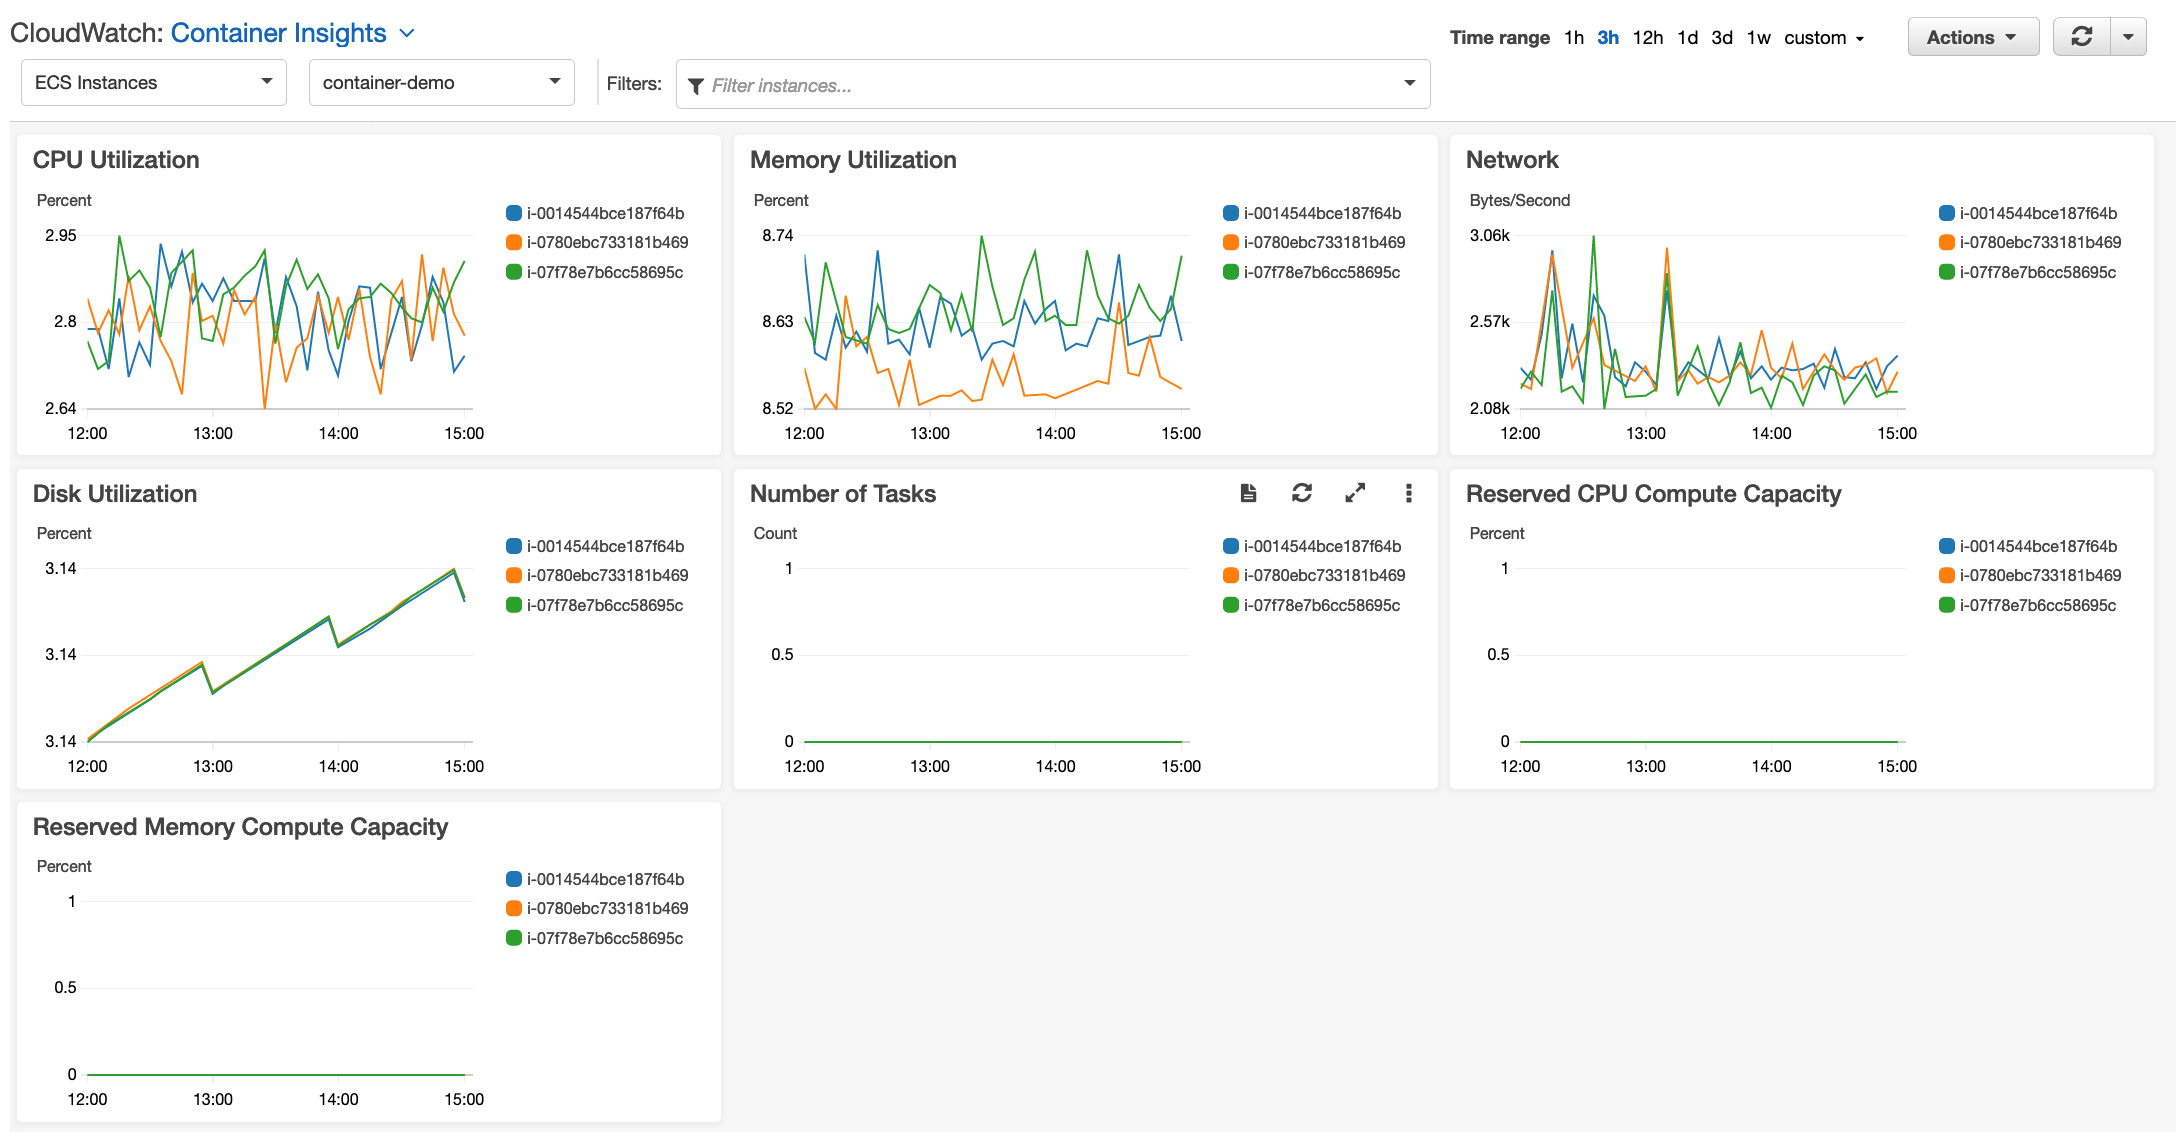 CloudWatch: Container Insights
Time range 1h 3h 12h 1d 3d 1w custom
Actions
ECS Instances
container-demo
Filters:
Filter instances...
CPU Utilization
Percent
2.95
2.8
2.64
12:00 13:00 14:00 15:00
i-0014544bce187f64b
i-0780ebc733181b469
i-07f78e7b6cc58695c
Memory Utilization
Percent
8.74
8.63
8.52
12:00 13:00 14:00 15:00
i-0014544bce187f64b
i-0780ebc733181b469
i-07f78e7b6cc58695c
Network
Bytes/Second
3.06k
2.57k
2.08k
12:00 13:00 14:00 15:00
i-0014544bce187f64b
i-0780ebc733181b469
i-07f78e7b6cc58695c
Disk Utilization
Percent
3.14
3.14
3.14
12:00 13:00 14:00 15:00
i-0014544bce187f64b
i-0780ebc733181b469
i-07f78e7b6cc58695c
Number of Tasks
Count
1
0.5
0
12:00 13:00 14:00 15:00
i-0014544bce187f64b
i-0780ebc733181b469
i-07f78e7b6cc58695c
Reserved CPU Compute Capacity
Percent
1
0.5
0
12:00 13:00 14:00 15:00
i-0014544bce187f64b
i-0780ebc733181b469
i-07f78e7b6cc58695c
Reserved Memory Compute Capacity
Percent
1
0.5
0
12:00 13:00 14:00 15:00
i-0014544bce187f64b
i-0780ebc733181b469
i-07f78e7b6cc58695c